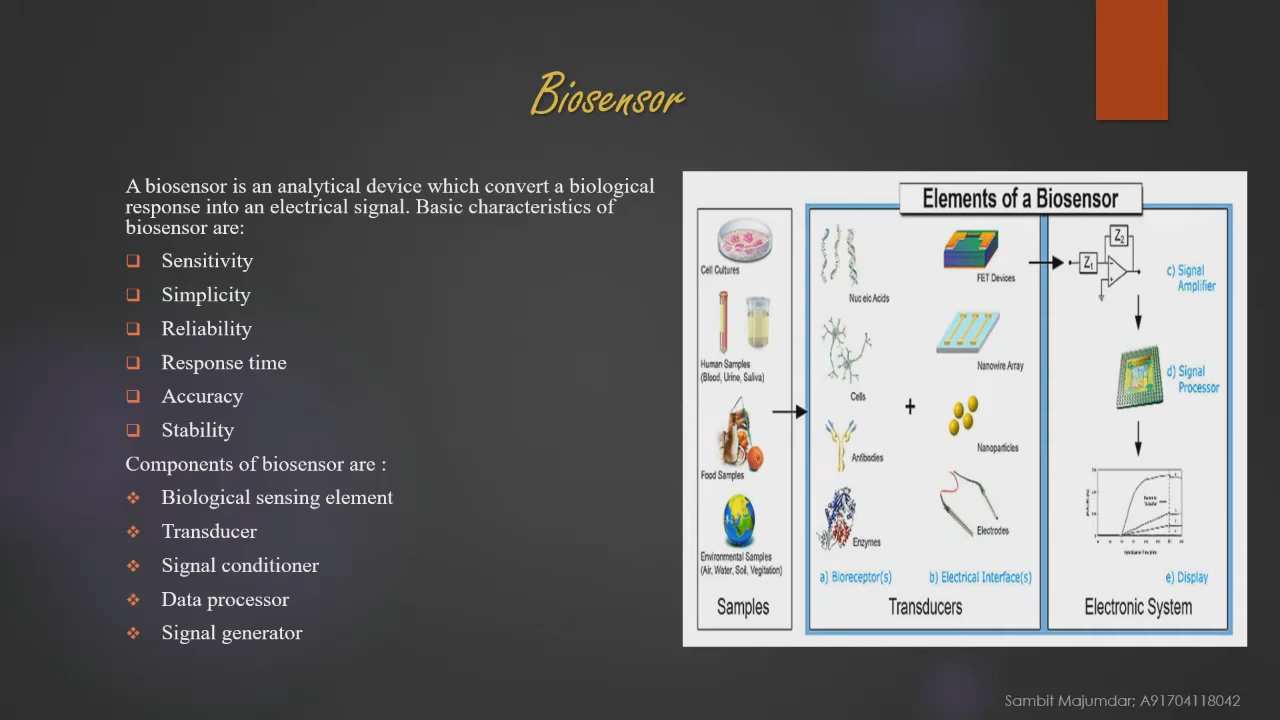 Biosensor
A biosensor is an analytical device which convert a biological
response into an electrical signal. Basic characteristics of
biosensor are:
Sensitivity
Simplicity
Reliability
Response time
Accuracy
Stability
Components of biosensor are :
Biological sensing element
Transducer
Signal conditioner
Data processor
Signal generator
Elements of a Biosensor
Cell Cultures
Human Samples
(Blood, Urine, Saliva)
Food Samples
Environmental Samples
(Air, Water, Soil, Vegitation)
Samples
Nuc eic Acids
Cells
+
Antibodies
Enzymes
a) Bioreceptor(s)
FET Devices
Nanowire Array
Nanoparticles
Electrodes
b) Electrical Interface(s)
Transducers
Z2
Z1
c) Signal
Amplifier
d) Signal
Processor
e) Display
Electronic System
Sambit Majumdar; A91704118042